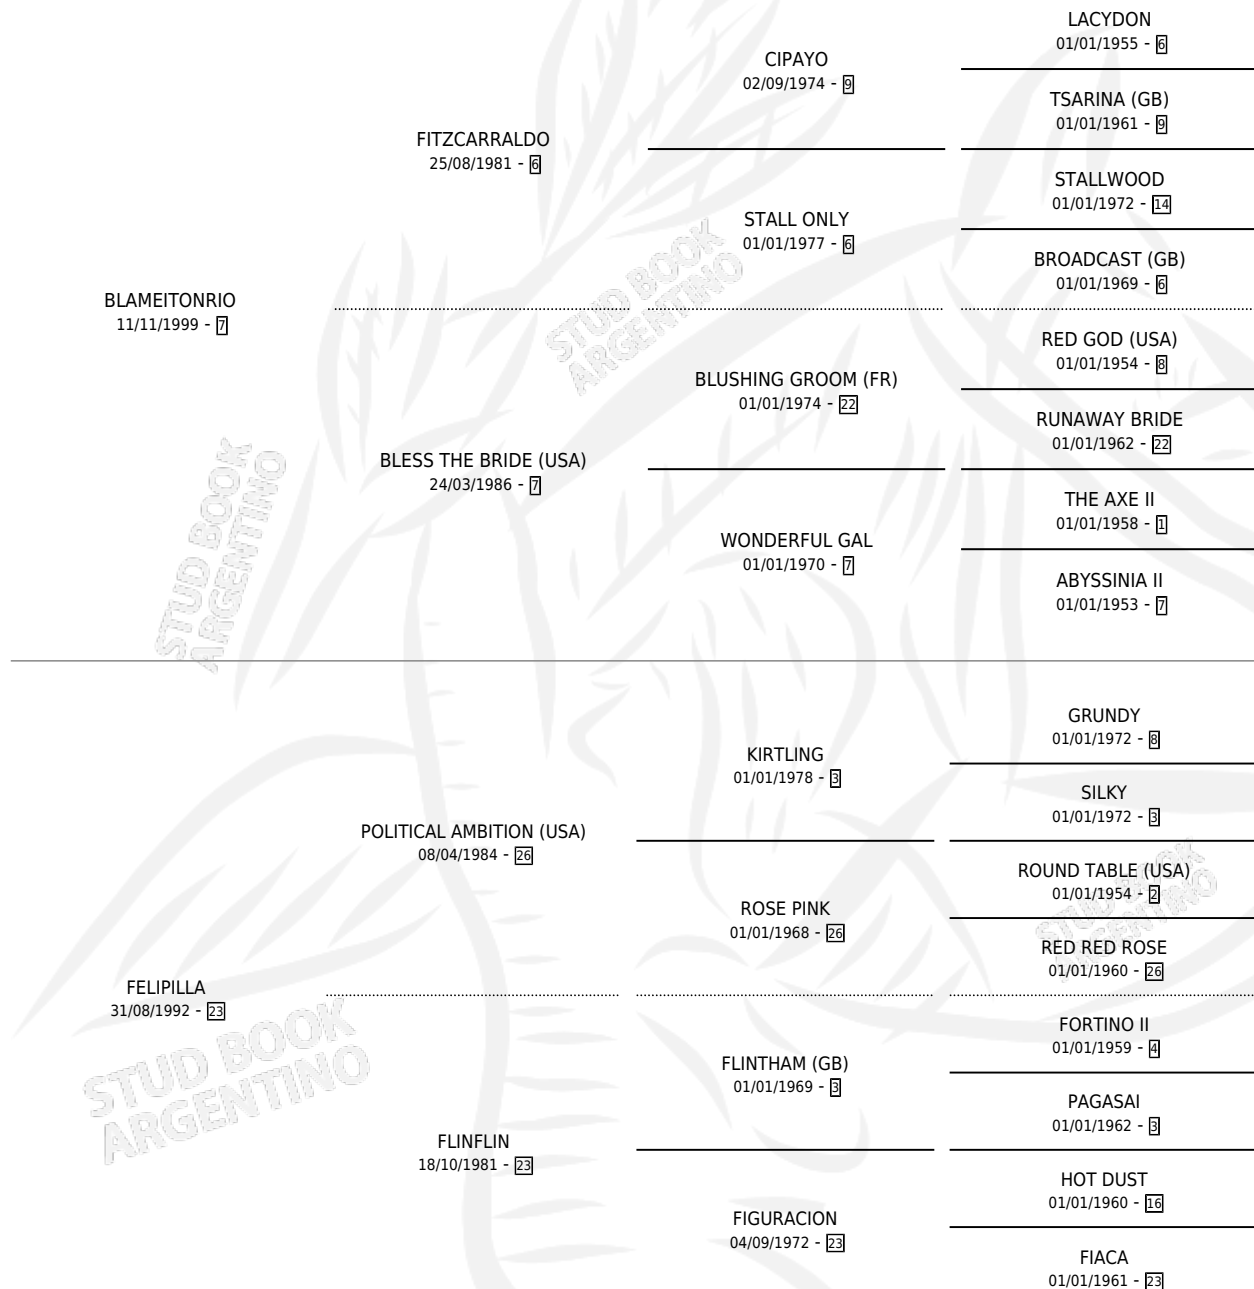 LACYDON
01/01/1955 - 6
CIPAYO
02/09/1974 - 9
TSARINA (GB)
01/01/1961 - 9
FITZCARRALDO
25/08/1981 - 6
STALLWOOD
01/01/1972 - 14
STALL ONLY
01/01/1977 - 6
BROADCAST (GB)
01/01/1969 - 6
BLAMEITONRIO
11/11/1999 - 7
STUD BOOK
ARGENTINO
RED GOD (USA)
01/01/1954 - 8
BLUSHING GROOM (FR)
01/01/1974 - 22
RUNAWAY BRIDE
01/01/1962 - 22
BLESS THE BRIDE (USA)
24/03/1986 - 7
THE AXE II
01/01/1958 - 1
WONDERFUL GAL
01/01/1970 - 7
ABYSSINIA II
01/01/1953 - 7
STUD BOOK
ARGENTINO
GRUNDY
01/01/1972 - 8
KIRTLING
01/01/1978 - 3
SILKY
01/01/1972 - 3
POLITICAL AMBITION (USA)
08/04/1984 - 26
ROUND TABLE (USA)
01/01/1954 - 2
ROSE PINK
01/01/1968 - 26
STUD BOOK
ARGENTINO
RED RED ROSE
01/01/1960 - 26
FELIPILLA
31/08/1992 - 23
STUD BOOK
ARGENTINO
FORTINO II
01/01/1959 - 4
FLINTHAM (GB)
01/01/1969 - 3
PAGASAI
01/01/1962 - 3
FLINFLIN
18/10/1981 - 23
HOT DUST
01/01/1960 - 16
FIGURACION
04/09/1972 - 23
FIACA
01/01/1961 - 23